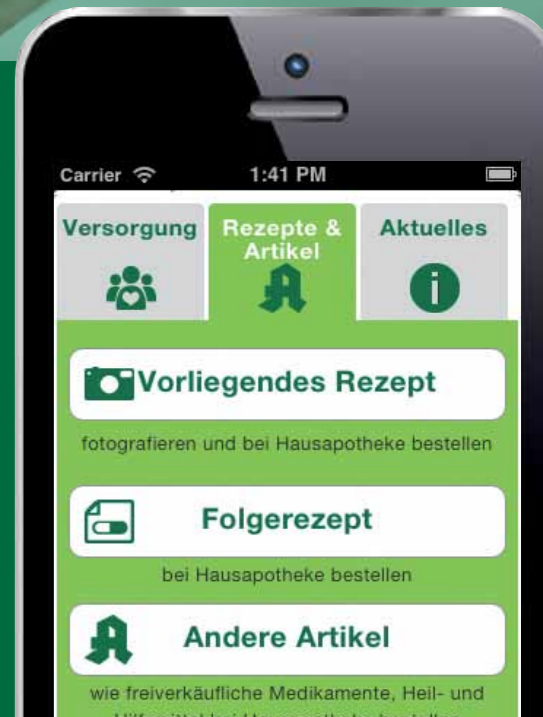 Carrier 1:41 PM
Versorgung
Rezepte &
Artikel
Aktuelles
Vorliegendes Rezept
fotografieren und bei Hausapotheke bestellen
Folgerezept
bei Hausapotheke bestellen
Andere Artikel
wie freiverkäufliche Medikamente, Heil- und